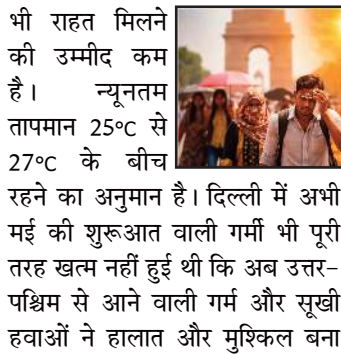 भी राहत मिलने
की उम्मीद कम
है। न्यूनतम
तापमान 25°C से
27°C के बीच
रहने का अनुमान है। दिल्ली में अभी
मई की शुरूआत वाली गर्मी भी पूरी
तरह खत्म नहीं हुई थी कि अब उत्तर-
पश्चिम से आने वाली गर्म और सूखी
हवाओं ने हालात और मुश्किल बना